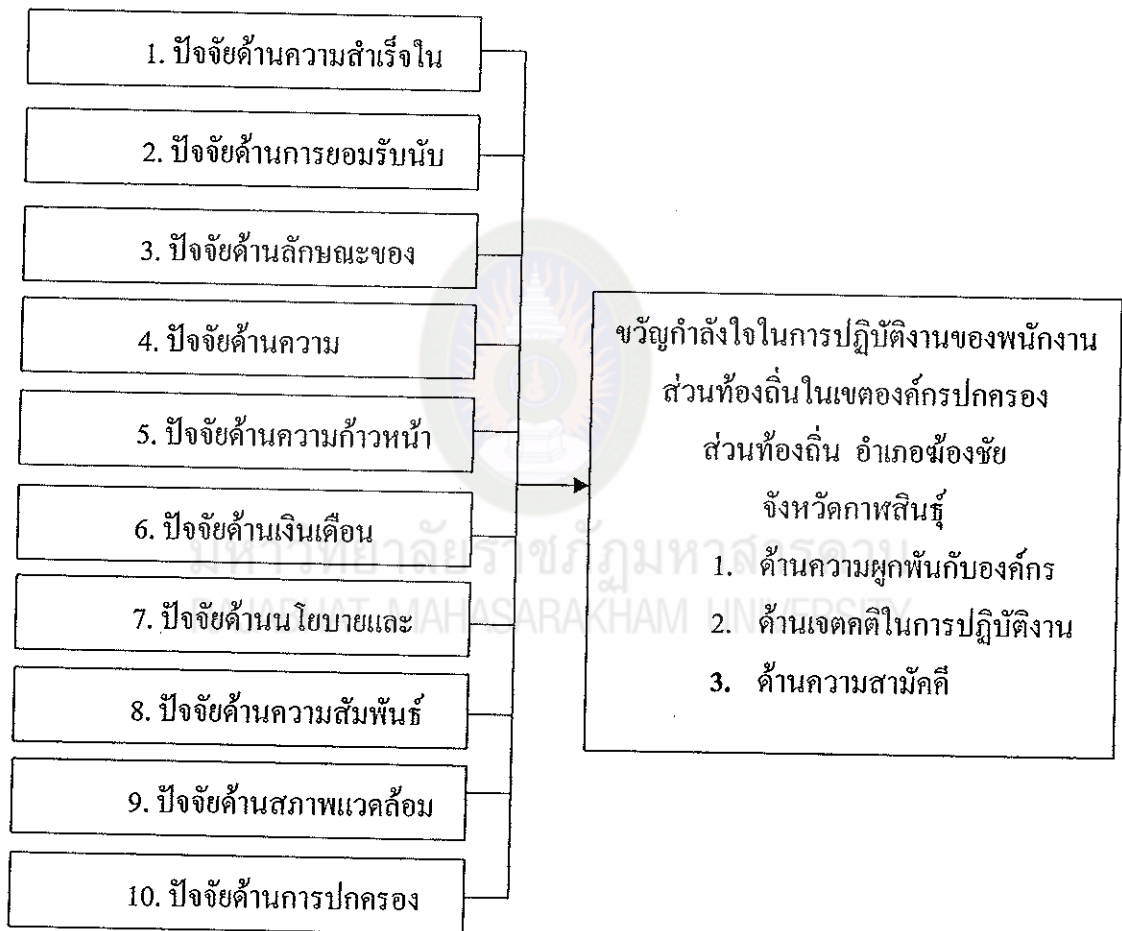 1. ปัจจัยด้านความสำเร็จใน
2. ปัจจัยด้านการยอมรับนับ
3. ปัจจัยด้านลักษณะของ
4. ปัจจัยด้านความ
5. ปัจจัยด้านความก้าวหน้า
6. ปัจจัยด้านเงินเดือน
7. ปัจจัยด้านนโยบายและ
8. ปัจจัยด้านความสัมพันธ์
9. ปัจจัยด้านสภาพแวดล้อม
10. ปัจจัยด้านการปกครอง
ขวัญกำลังใจในการปฏิบัติงานของพนักงาน
ส่วนท้องถิ่นในเขตองค์กรปกครอง
ส่วนท้องถิ่น อำเภอฆ้องชัย
จังหวัดกาฬสินธุ์
1. ด้านความผูกพันกับองค์กร
2. ด้านเจตคติในการปฏิบัติงาน
3. ด้านความสามัคคี
มหาวิทยาลัยราชภัฏมหาสารคาม
RAJABHAT MAHASARAKHAM UNIVERSITY